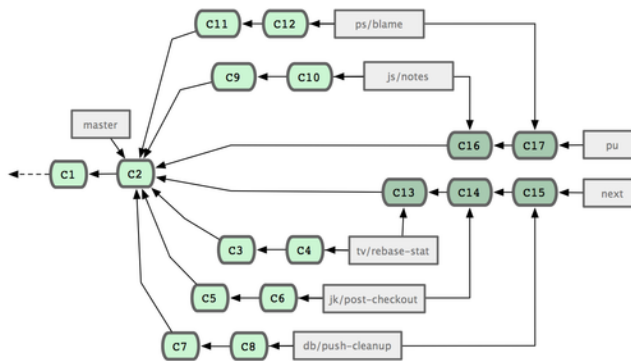 C11 C12 ps/blame
C9 C10 js/notes
master
C16 C17 pu
C1 C2
C13 C14 C15 next
C3 C4 tv/rebase-stat
C5 C6 jk/post-checkout
C7 C8 db/push-cleanup